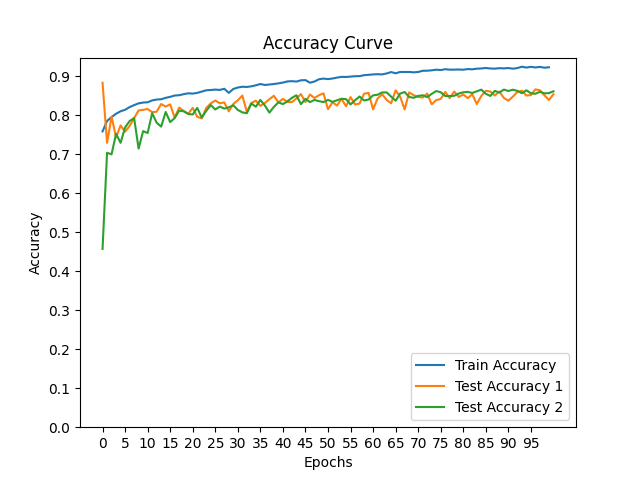 Accuracy Curve
Accuracy
0.9
0.8
0.7
0.6
0.5
0.4
0.3
0.2
0.1
0.0
0 5 10 15 20 25 30 35 40 45 50 55 60 65 70 75 80 85 90 95
Epochs
Train Accuracy
Test Accuracy 1
Test Accuracy 2